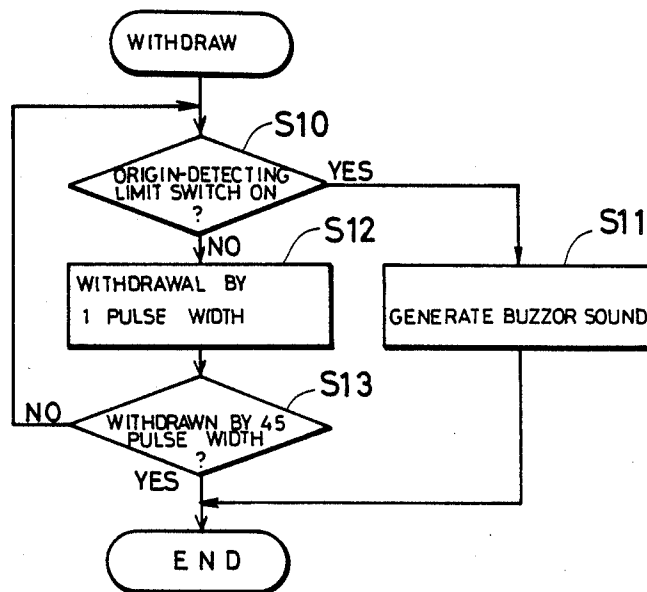 WITHDRAW
S10
ORIGIN-DETECTING
LIMIT SWITCH ON
?
YES
NO
S12
S11
WITHDRAWAL BY
1 PULSE WIDTH
GENERATE BUZZOR SOUND
S13
NO
WITHDRAWN BY 45
PULSE WIDTH
?
YES
END